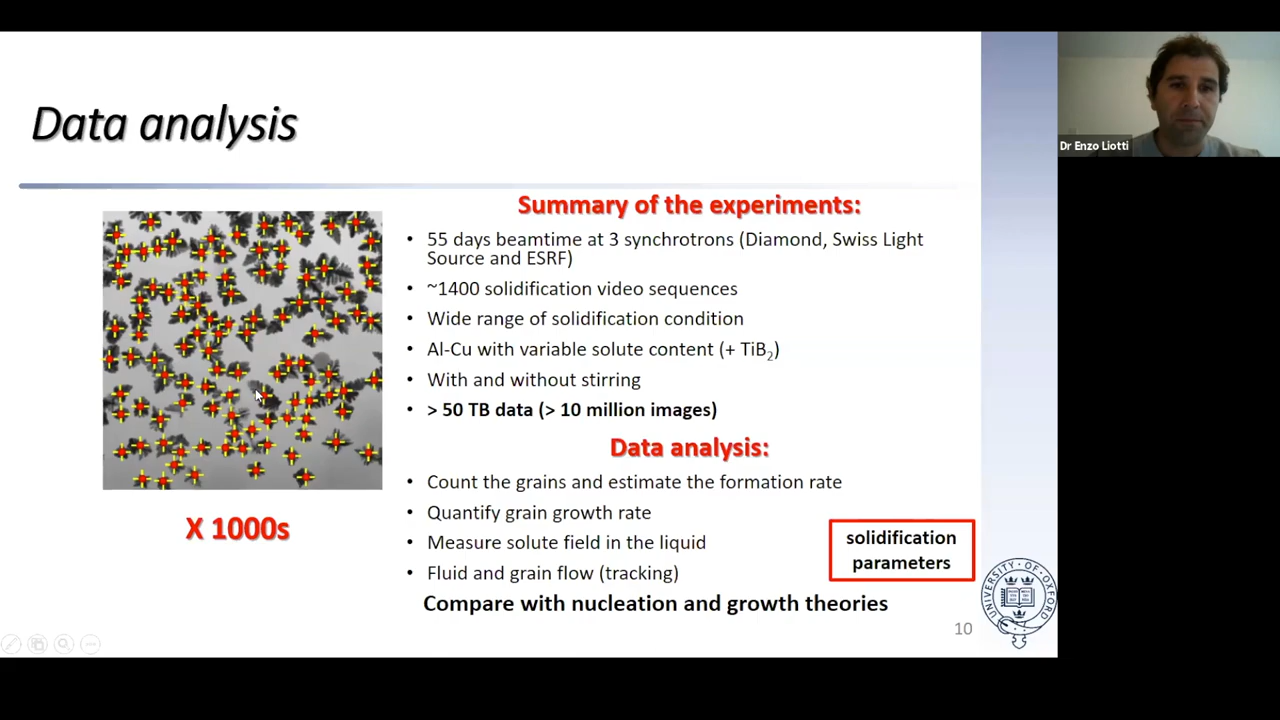 Data analysis
Summary of the experiments:
• 55 days beamtime at 3 synchrotrons (Diamond, Swiss Light
Source and ESRF)
• ~1400 solidification video sequences
• Wide range of solidification condition
• Al-Cu with variable solute content (+ TiB₂)
• With and without stirring
• > 50 TB data (> 10 million images)
Data analysis:
• Count the grains and estimate the formation rate
• Quantify grain growth rate
• Measure solute field in the liquid
• Fluid and grain flow (tracking)
Compare with nucleation and growth theories
solidification
parameters
X 1000s
10
UNIVERSITY OF OXFORD
Dr Enzo Liotti